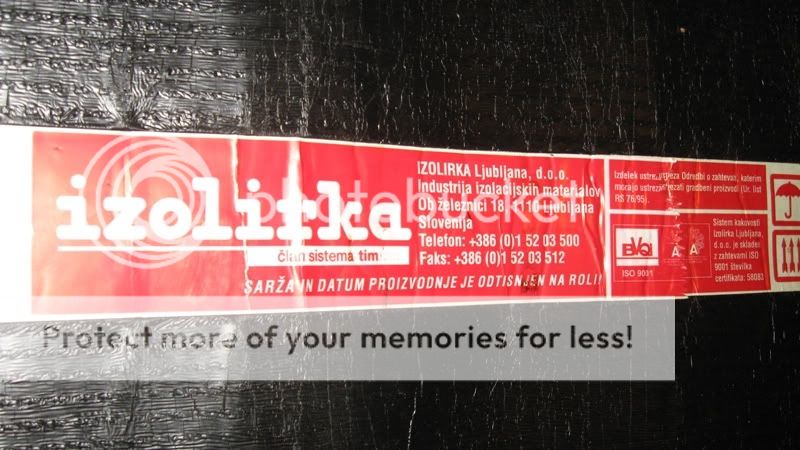 izolirka
član sistema tim
IZOLIRKA Ljubljana, d.o.o.
Industrija izolacijskih materialov
Ob železnici 18, 1110 Ljubljana
Slovenija
Telefon: +386 (0)1 52 03 500
Faks: +386 (0)1 52 03 512
SARŽA IN DATUM PROIZVODNJE JE ODTISNJEN NA ROLI!
Izdelek ustreza Odredbi o zahtevah, katerim
morajo ustrezati gradbeni proizvodi (Ur. list
RS 76/95).
BVQI
ISO 9001
Sistem kakovosti
Izolirka Ljubljana,
d.o.o. je skladen
z zahtevami ISO
9001 številka
certifikata: 58083
photobucket
Protect more of your memories for less!